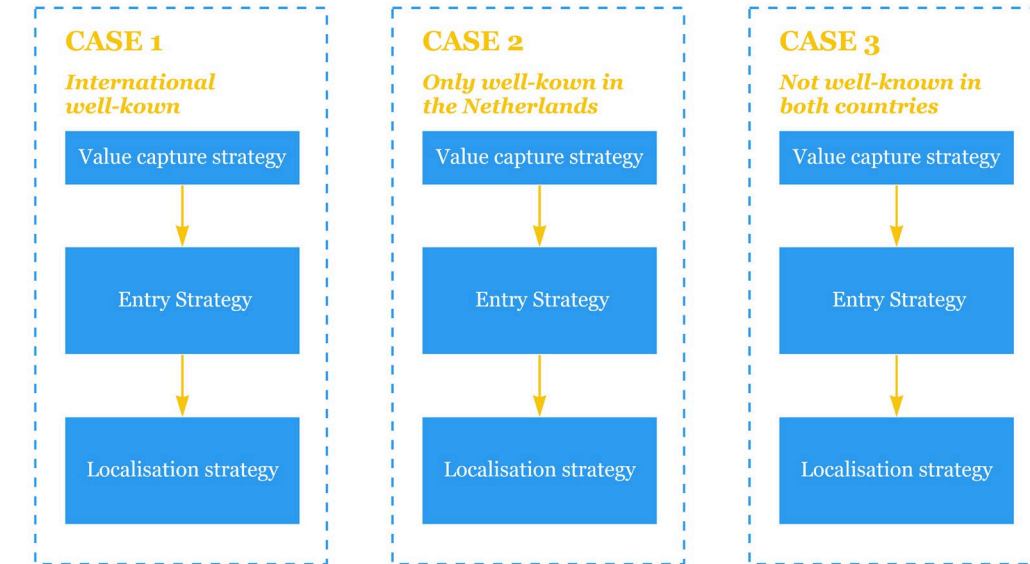 CASE 1
International
well-kown
Value capture strategy
Entry Strategy
Localisation strategy
CASE 2
Only well-kown in
the Netherlands
Value capture strategy
Entry Strategy
Localisation strategy
CASE 3
Not well-known in
both countries
Value capture strategy
Entry Strategy
Localisation strategy